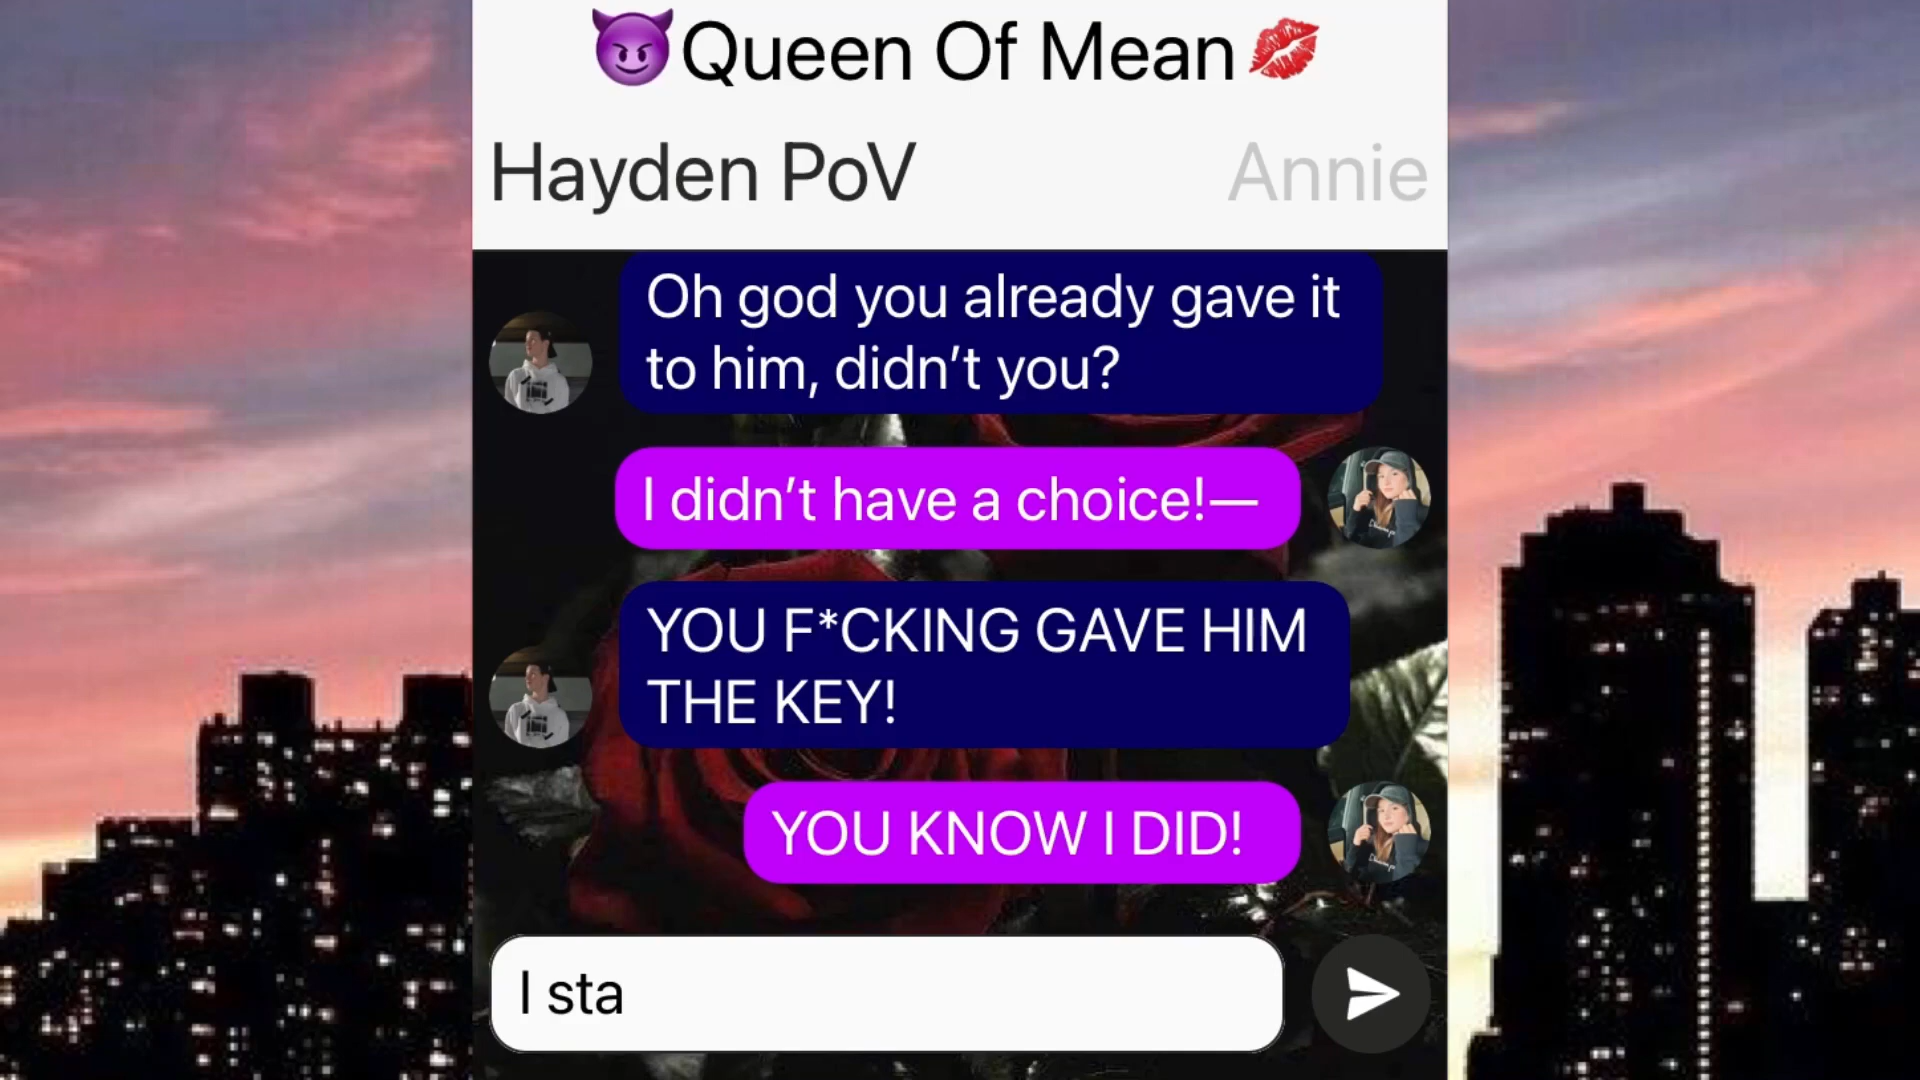 😈Queen Of Mean💋
Hayden PoV
Annie
Oh god you already gave it
to him, didn’t you?
I didn’t have a choice!—
YOU F*CKING GAVE HIM
THE KEY!
YOU KNOW I DID!
I sta